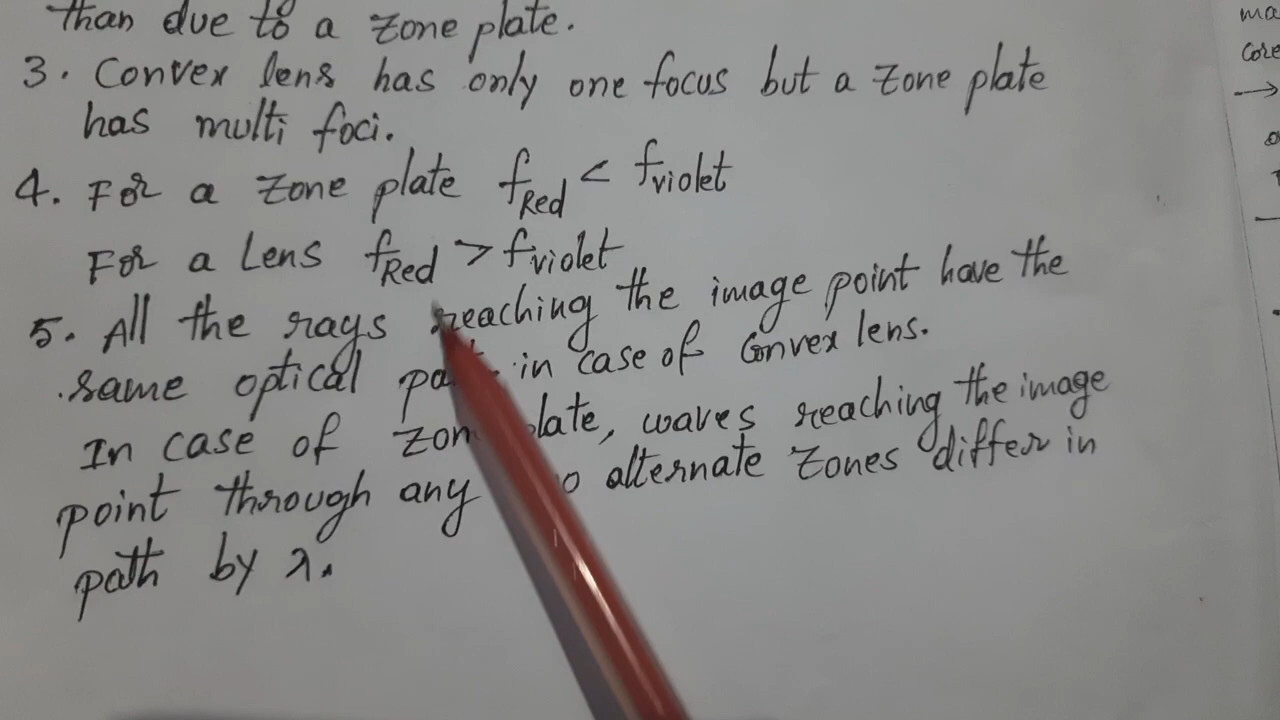 than due to a zone plate.
3. Convex lens has only one focus but a zone plate
has multi foci.
4. For a zone plate fRed < fviolet
For a Lens fRed > fviolet
5. All the rays reaching the image point have the
same optical in case of Convex lens.
In case of waves reaching the image
point through any alternate zones differ in
path by λ.
ma
core
→